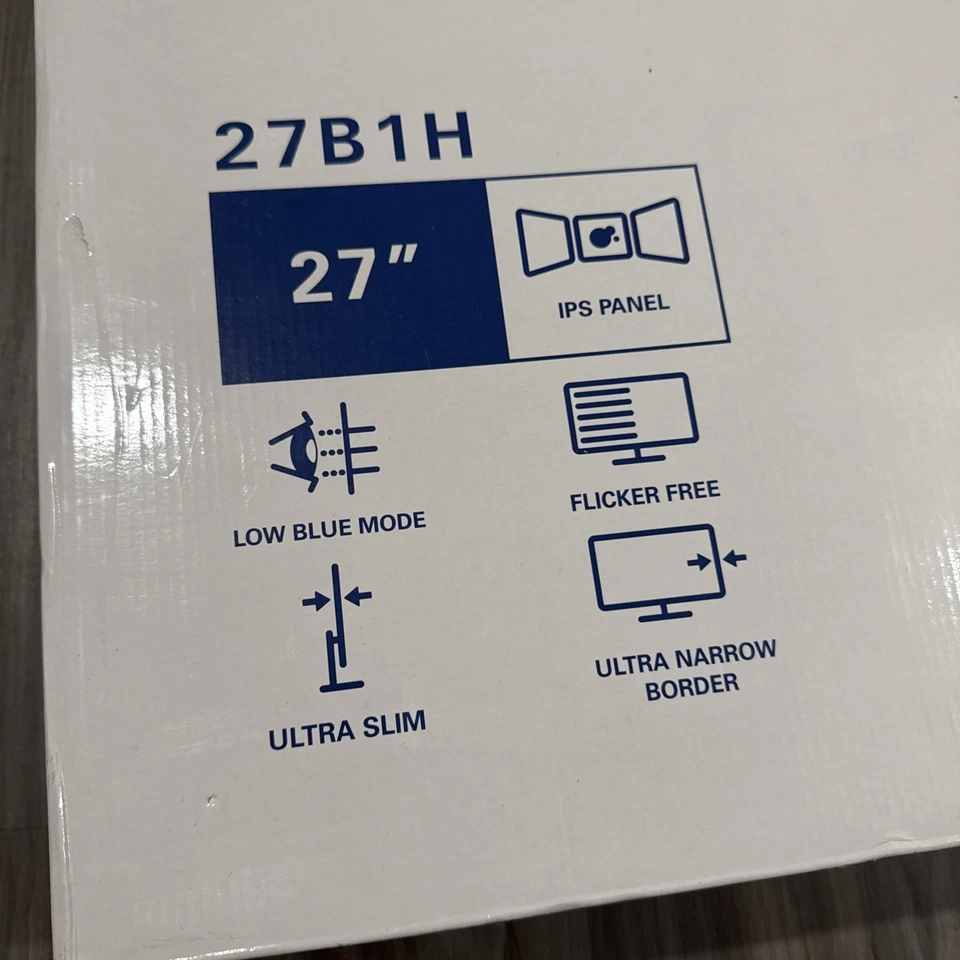 27B1H
27"
IPS PANEL
LOW BLUE MODE
FLICKER FREE
ULTRA SLIM
ULTRA NARROW
BORDER